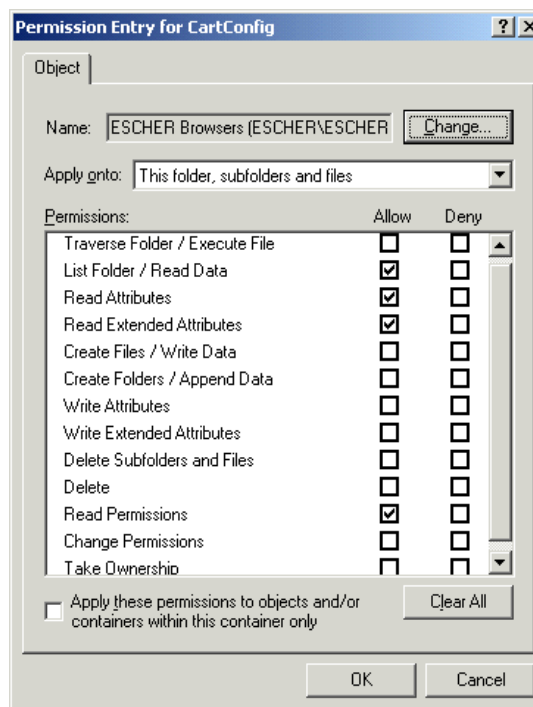 Permission Entry for CartConfig
Object
Name: ESCHER Browsers (ESCHER\ESCHER Change...
Apply onto: This folder, subfolders and files
Permissions: Allow Deny
Traverse Folder / Execute File
List Folder / Read Data
Read Attributes
Read Extended Attributes
Create Files / Write Data
Create Folders / Append Data
Write Attributes
Write Extended Attributes
Delete Subfolders and Files
Delete
Read Permissions
Change Permissions
Take Ownership
Apply these permissions to objects and/or Clear All
containers within this container only
OK Cancel